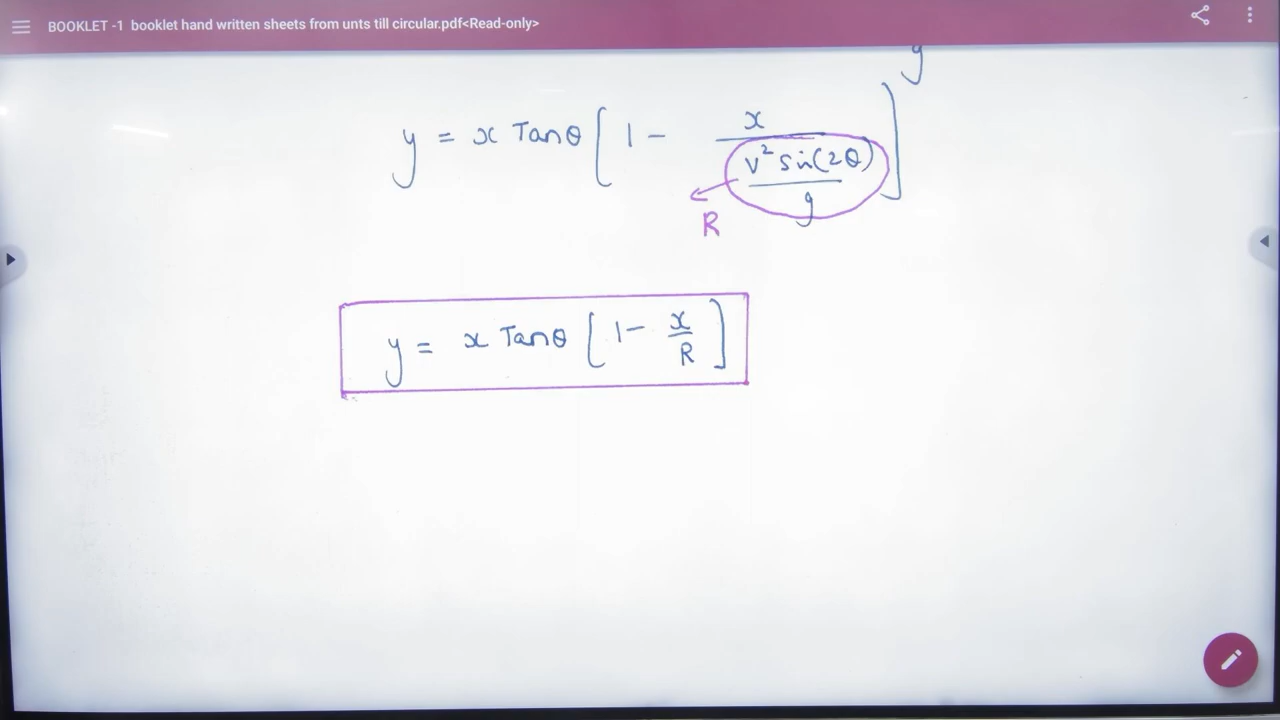 BOOKLET -1 booklet hand written sheets from unts till circular.pdf<Read-only>
y
y = x Tanθ [ 1 - x / (v² sin(2θ) / g) ]
R
y = x Tanθ [ 1 - x/R ]